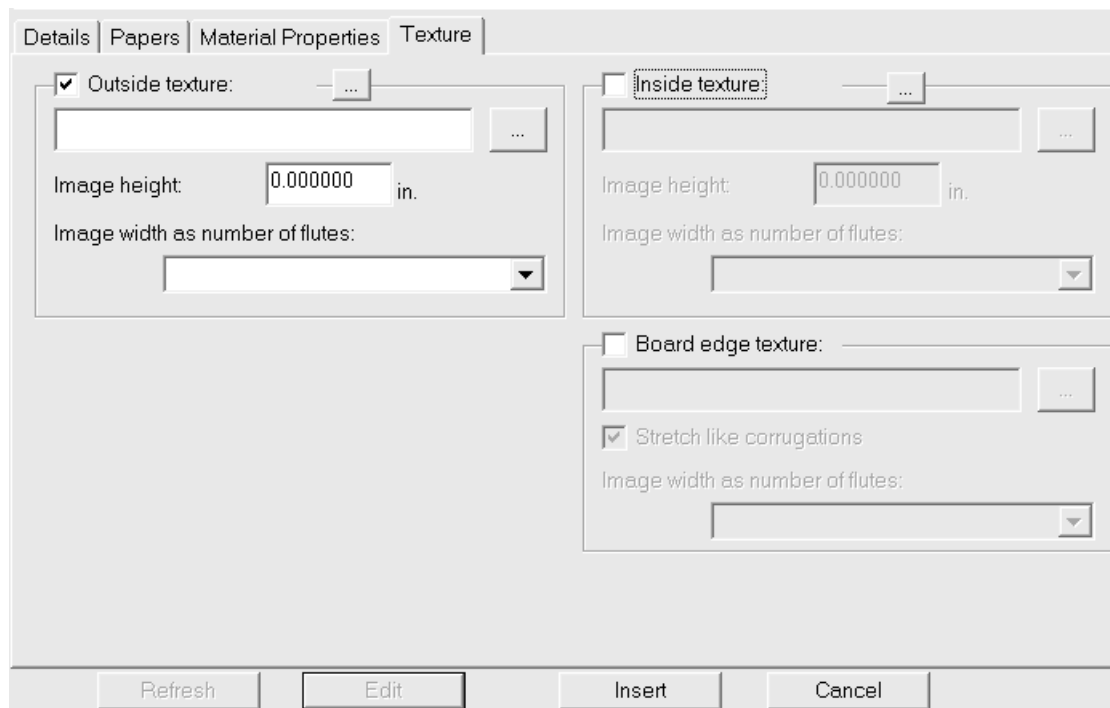 Details Papers Material Properties Texture
Outside texture: ...
...
Image height: 0.000000 in.
Image width as number of flutes:
Inside texture: ...
...
Image height: 0.000000 in.
Image width as number of flutes:
Board edge texture:
...
Stretch like corrugations
Image width as number of flutes:
Refresh Edit Insert Cancel